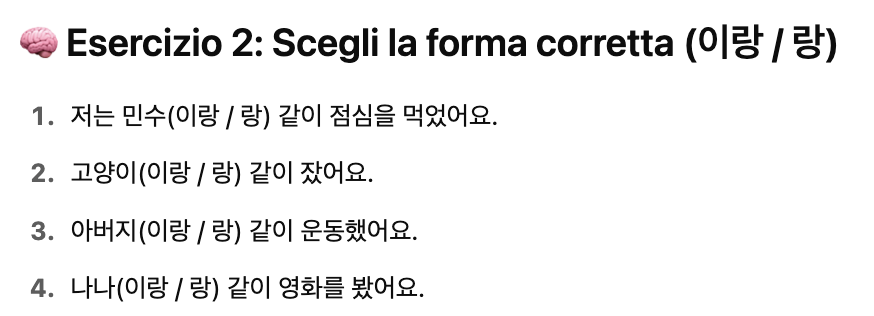 🧠 Esercizio 2: Scegli la forma corretta (이랑 / 랑)
1. 저는 민수(이랑 / 랑) 같이 점심을 먹었어요.
2. 고양이(이랑 / 랑) 같이 잤어요.
3. 아버지(이랑 / 랑) 같이 운동했어요.
4. 나나(이랑 / 랑) 같이 영화를 봤어요.